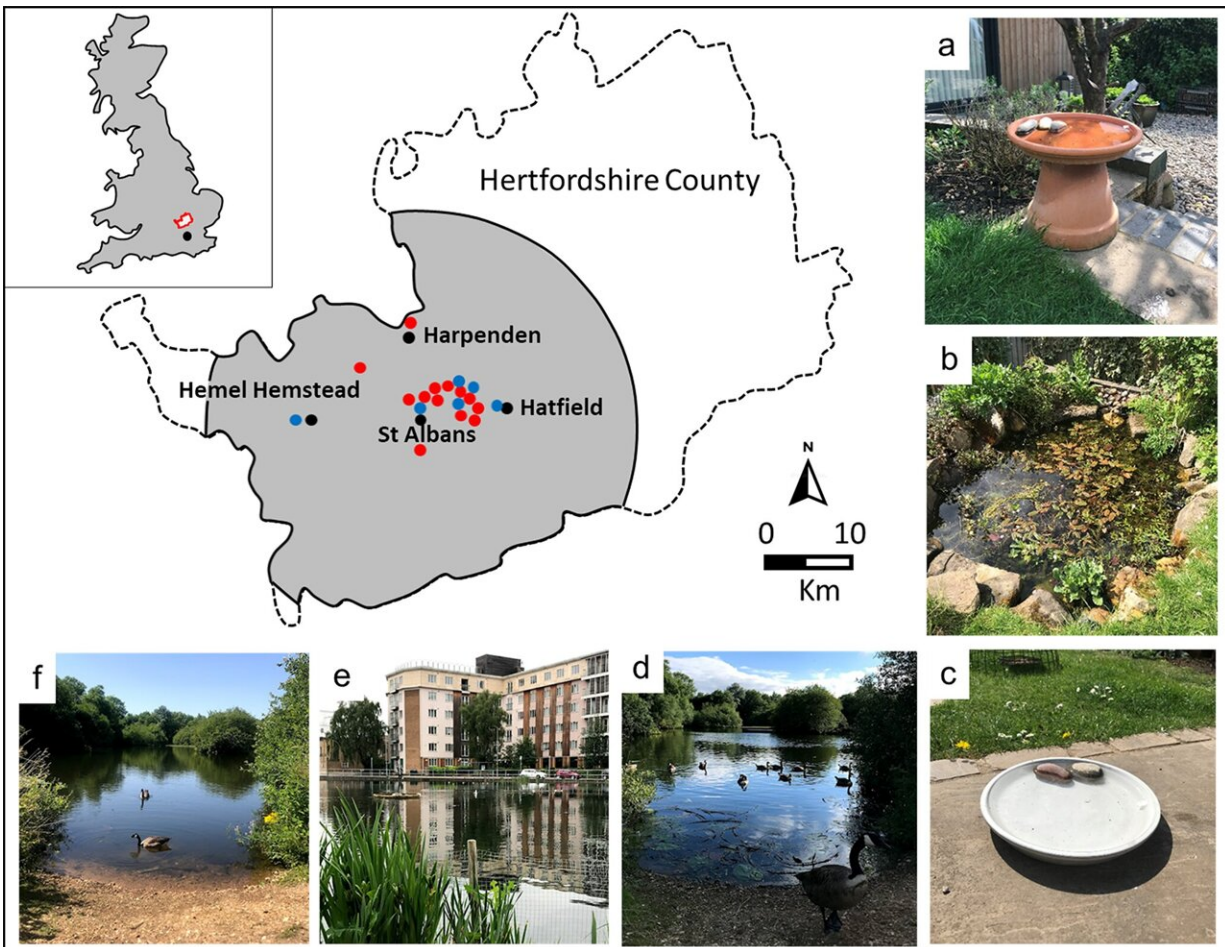 a
Hertfordshire County
Harpenden
b
Hemel Hemstead
Hatfield
St Albans
N
0 10
Km
f
e
d
c